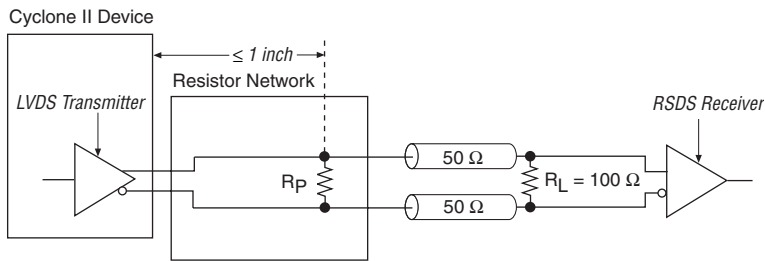 Cyclone II Device
≤ 1 inch
Resistor Network
LVDS Transmitter
RSDS Receiver
50 Ω
RP
RL = 100 Ω
50 Ω